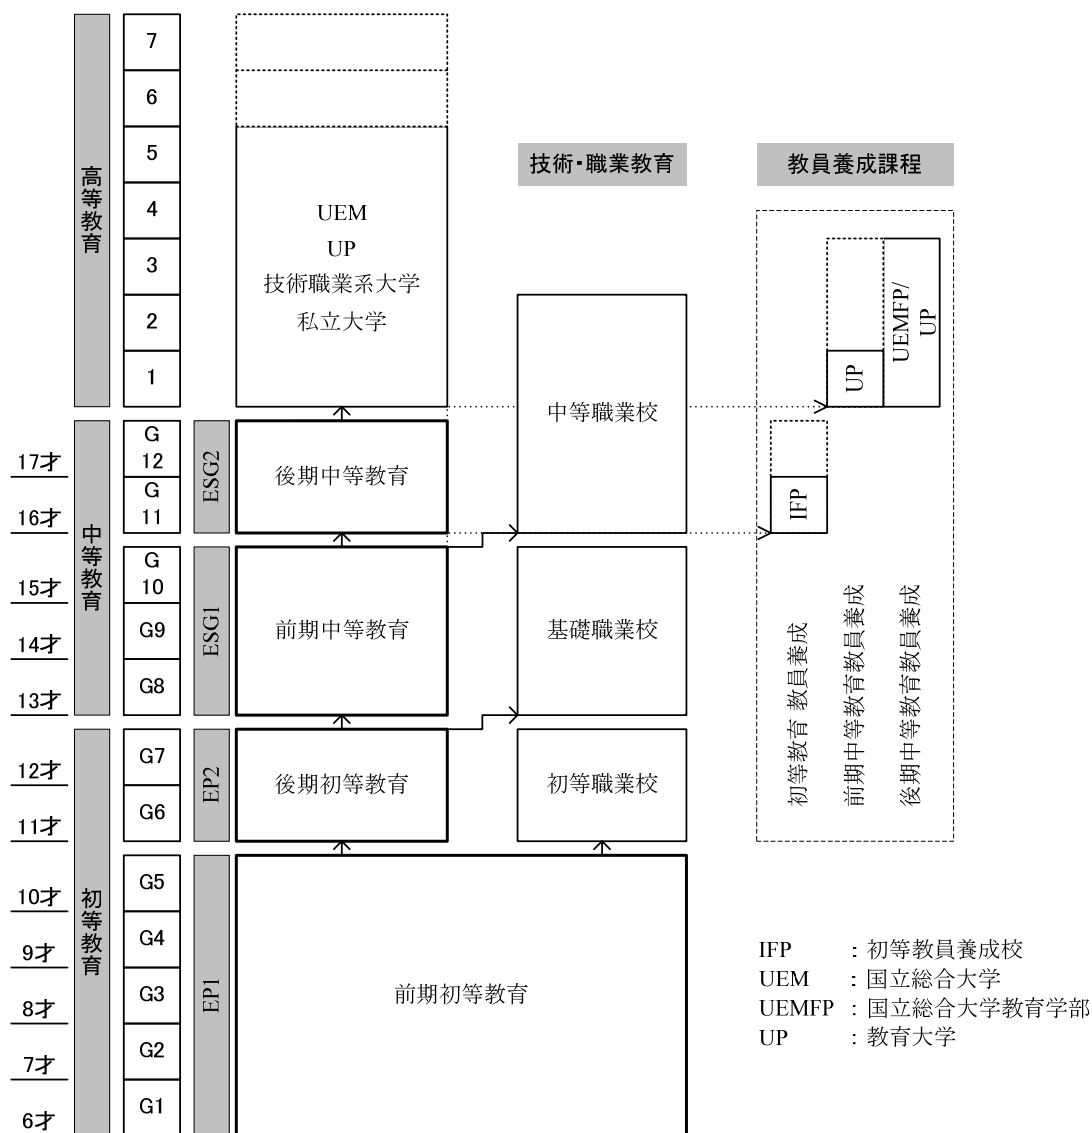 7
6
5
4
3
2
1
高等教育
UEM
UP
技術職業系大学
私立大学
技術・職業教育
教員養成課程
UP
UEMFP/
UP
17才
16才
G
12
G
11
ESG2
後期中等教育
中等職業校
IFP
中等教育
15才
14才
13才
G
10
G9
G8
ESG1
前期中等教育
基礎職業校
初等教育 教員養成
前期中等教育教員養成
後期中等教育教員養成
12才
11才
G7
G6
EP2
後期初等教育
初等職業校
初等教育
10才
9才
8才
7才
6才
G5
G4
G3
G2
G1
EP1
前期初等教育
IFP : 初等教員養成校
UEM : 国立総合大学
UEMFP : 国立総合大学教育学部
UP : 教育大学